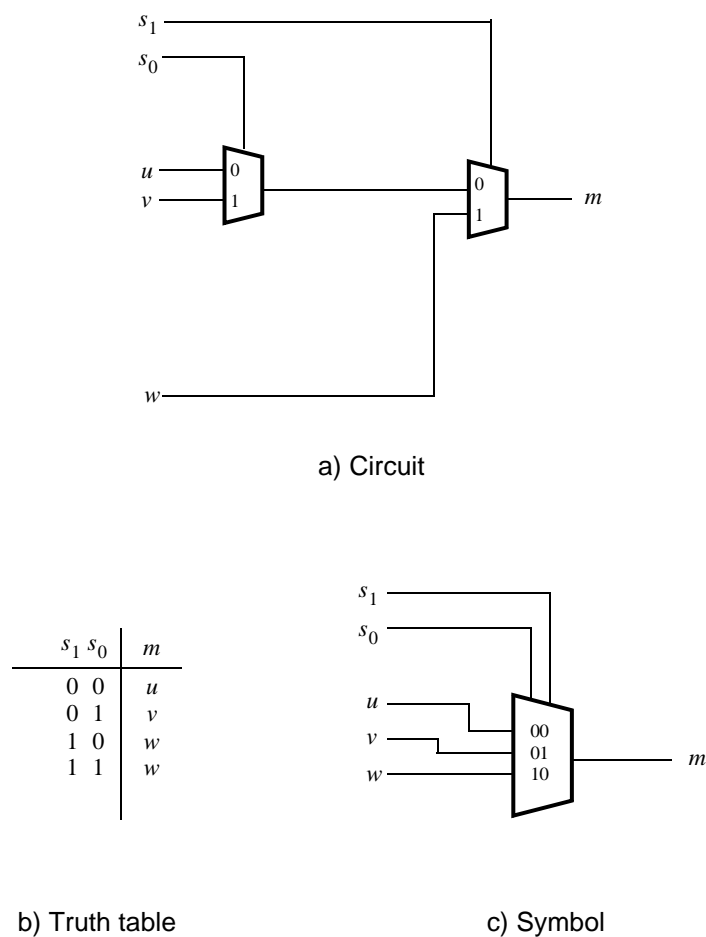 s1
s0
u 0
v 1
0
1
m
w
a) Circuit
s1 s0 m
0 0 u
0 1 v
1 0 w
1 1 w
b) Truth table
s1
s0
u
v
w
00
01
10
m
c) Symbol